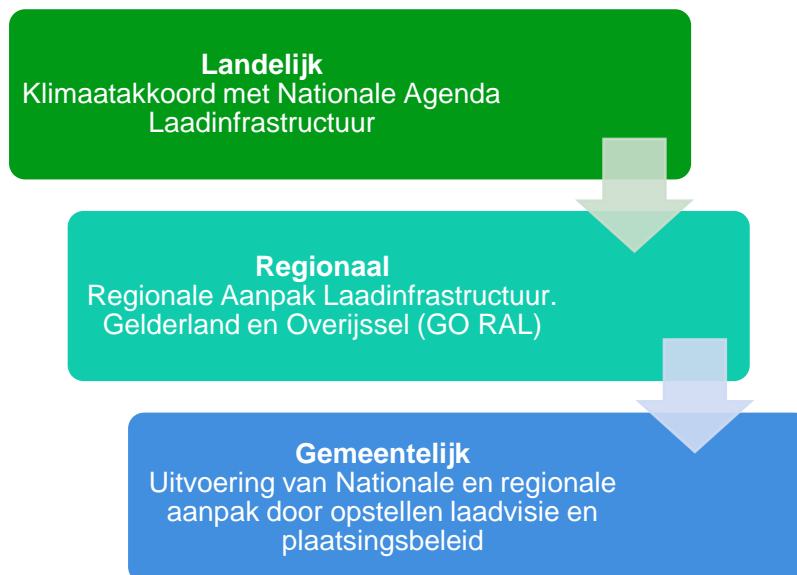 Landelijk
Klimaatakkoord met Nationale Agenda
Laadinfrastructuur
Regionaal
Regionale Aanpak Laadinfrastructuur.
Gelderland en Overijssel (GO RAL)
Gemeentelijk
Uitvoering van Nationale en regionale
aanpak door opstellen laadvisie en
plaatsingsbeleid